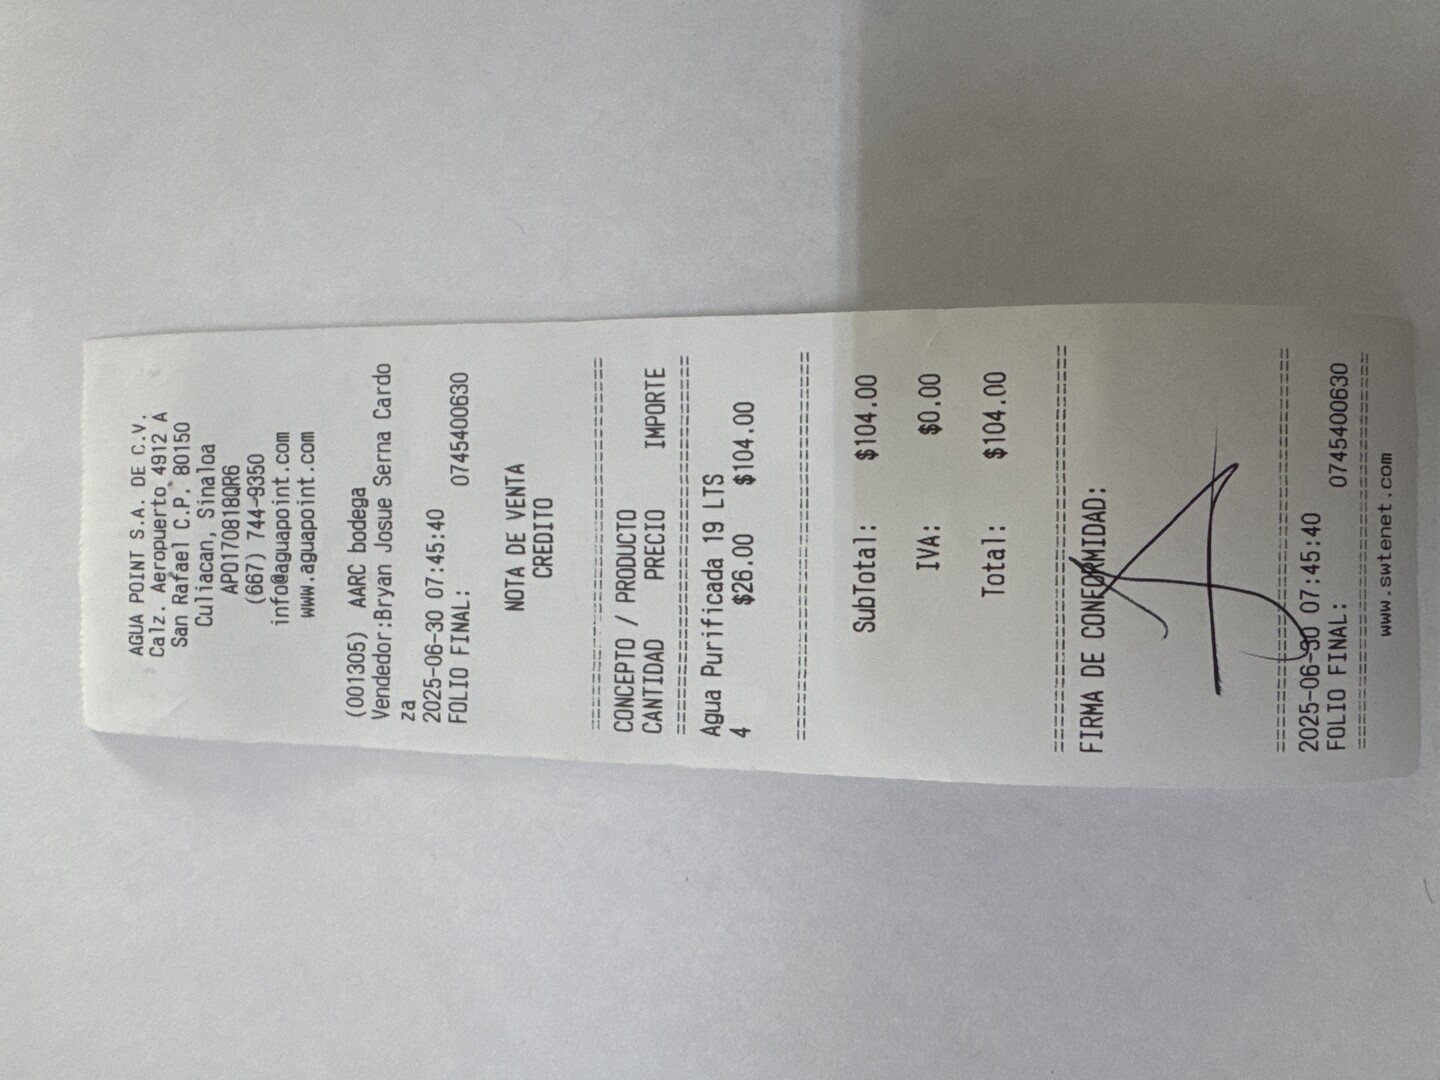 AGUA POINT S.A. DE C.V.
Calz. Aeropuerto 4912 A
San Rafael C.P. 80150
Culiacan, Sinaloa
APO170818QR6
(667) 744-9350
info@aguapoint.com
www.aguapoint.com
(001305) AARC bodega
Vendedor:Bryan Josue Serna Cardo
za
2025-06-30 07:45:40
FOLIO FINAL: 0745400630
NOTA DE VENTA
CREDITO
================================
CONCEPTO / PRODUCTO
CANTIDAD PRECIO IMPORTE
================================
Agua Purificada 19 LTS
4 $26.00 $104.00
================================
SubTotal: $104.00
IVA: $0.00
Total: $104.00
================================
FIRMA DE CONFORMIDAD:
================================
2025-06-30 07:45:40
FOLIO FINAL: 0745400630
================================
www.swtenet.com